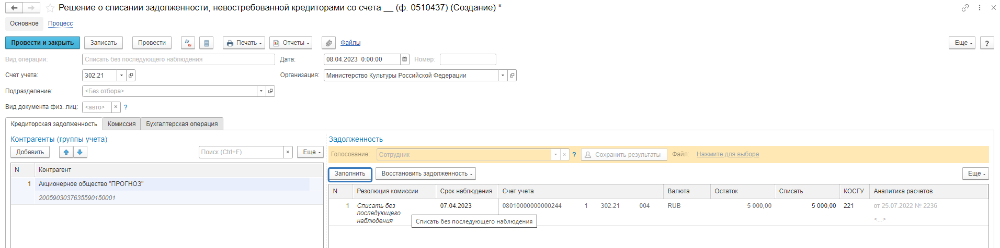 Решение о списании задолженности, невостребованной кредиторами со счета __ (ф. 0510437) (Создание) *
Основное Процесс
Провести и закрыть Записать Провести Дт Кт Печать Отчеты Файлы Еще ?
Вид операции: Списать без последующего наблюдения Дата: 08.04.2023 0:00:00 Номер:
Счет учета: 302.21 Организация: Министерство Культуры Российской Федерации
Подразделение: <Без отбора>
Вид документа физ. лиц: <авто> × ?
Кредиторская задолженность Комиссия Бухгалтерская операция
Контрагенты (группы учета) Задолженность
Голосование: Сотрудник × ? Сохранить результаты Файл: Нажмите для выбора
Добавить Поиск (Ctrl+F) × Еще
Заполнить Восстановить задолженность Еще
N Контрагент
1 Акционерное общество "ПРОГНОЗ"
2005903037635590150001
N Резолюция комиссии Срок наблюдения Счет учета Валюта Остаток Списать КОСГУ Аналитика расчетов
1 Списать без 07.04.2023 08010000000000244 1 302.21 004 RUB 5 000,00 5 000,00 221 от 25.07.2022 № 2236
последующего
наблюдения <...>
Списать без последующего наблюдения